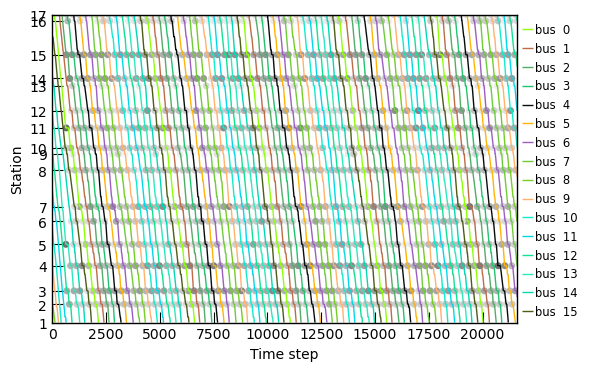 17
16
15
14
13
12
11
10
9
8
7
6
5
4
3
2
1
Station
0 2500 5000 7500 10000 12500 15000 17500 20000
Time step
bus 0
bus 1
bus 2
bus 3
bus 4
bus 5
bus 6
bus 7
bus 8
bus 9
bus 10
bus 11
bus 12
bus 13
bus 14
bus 15